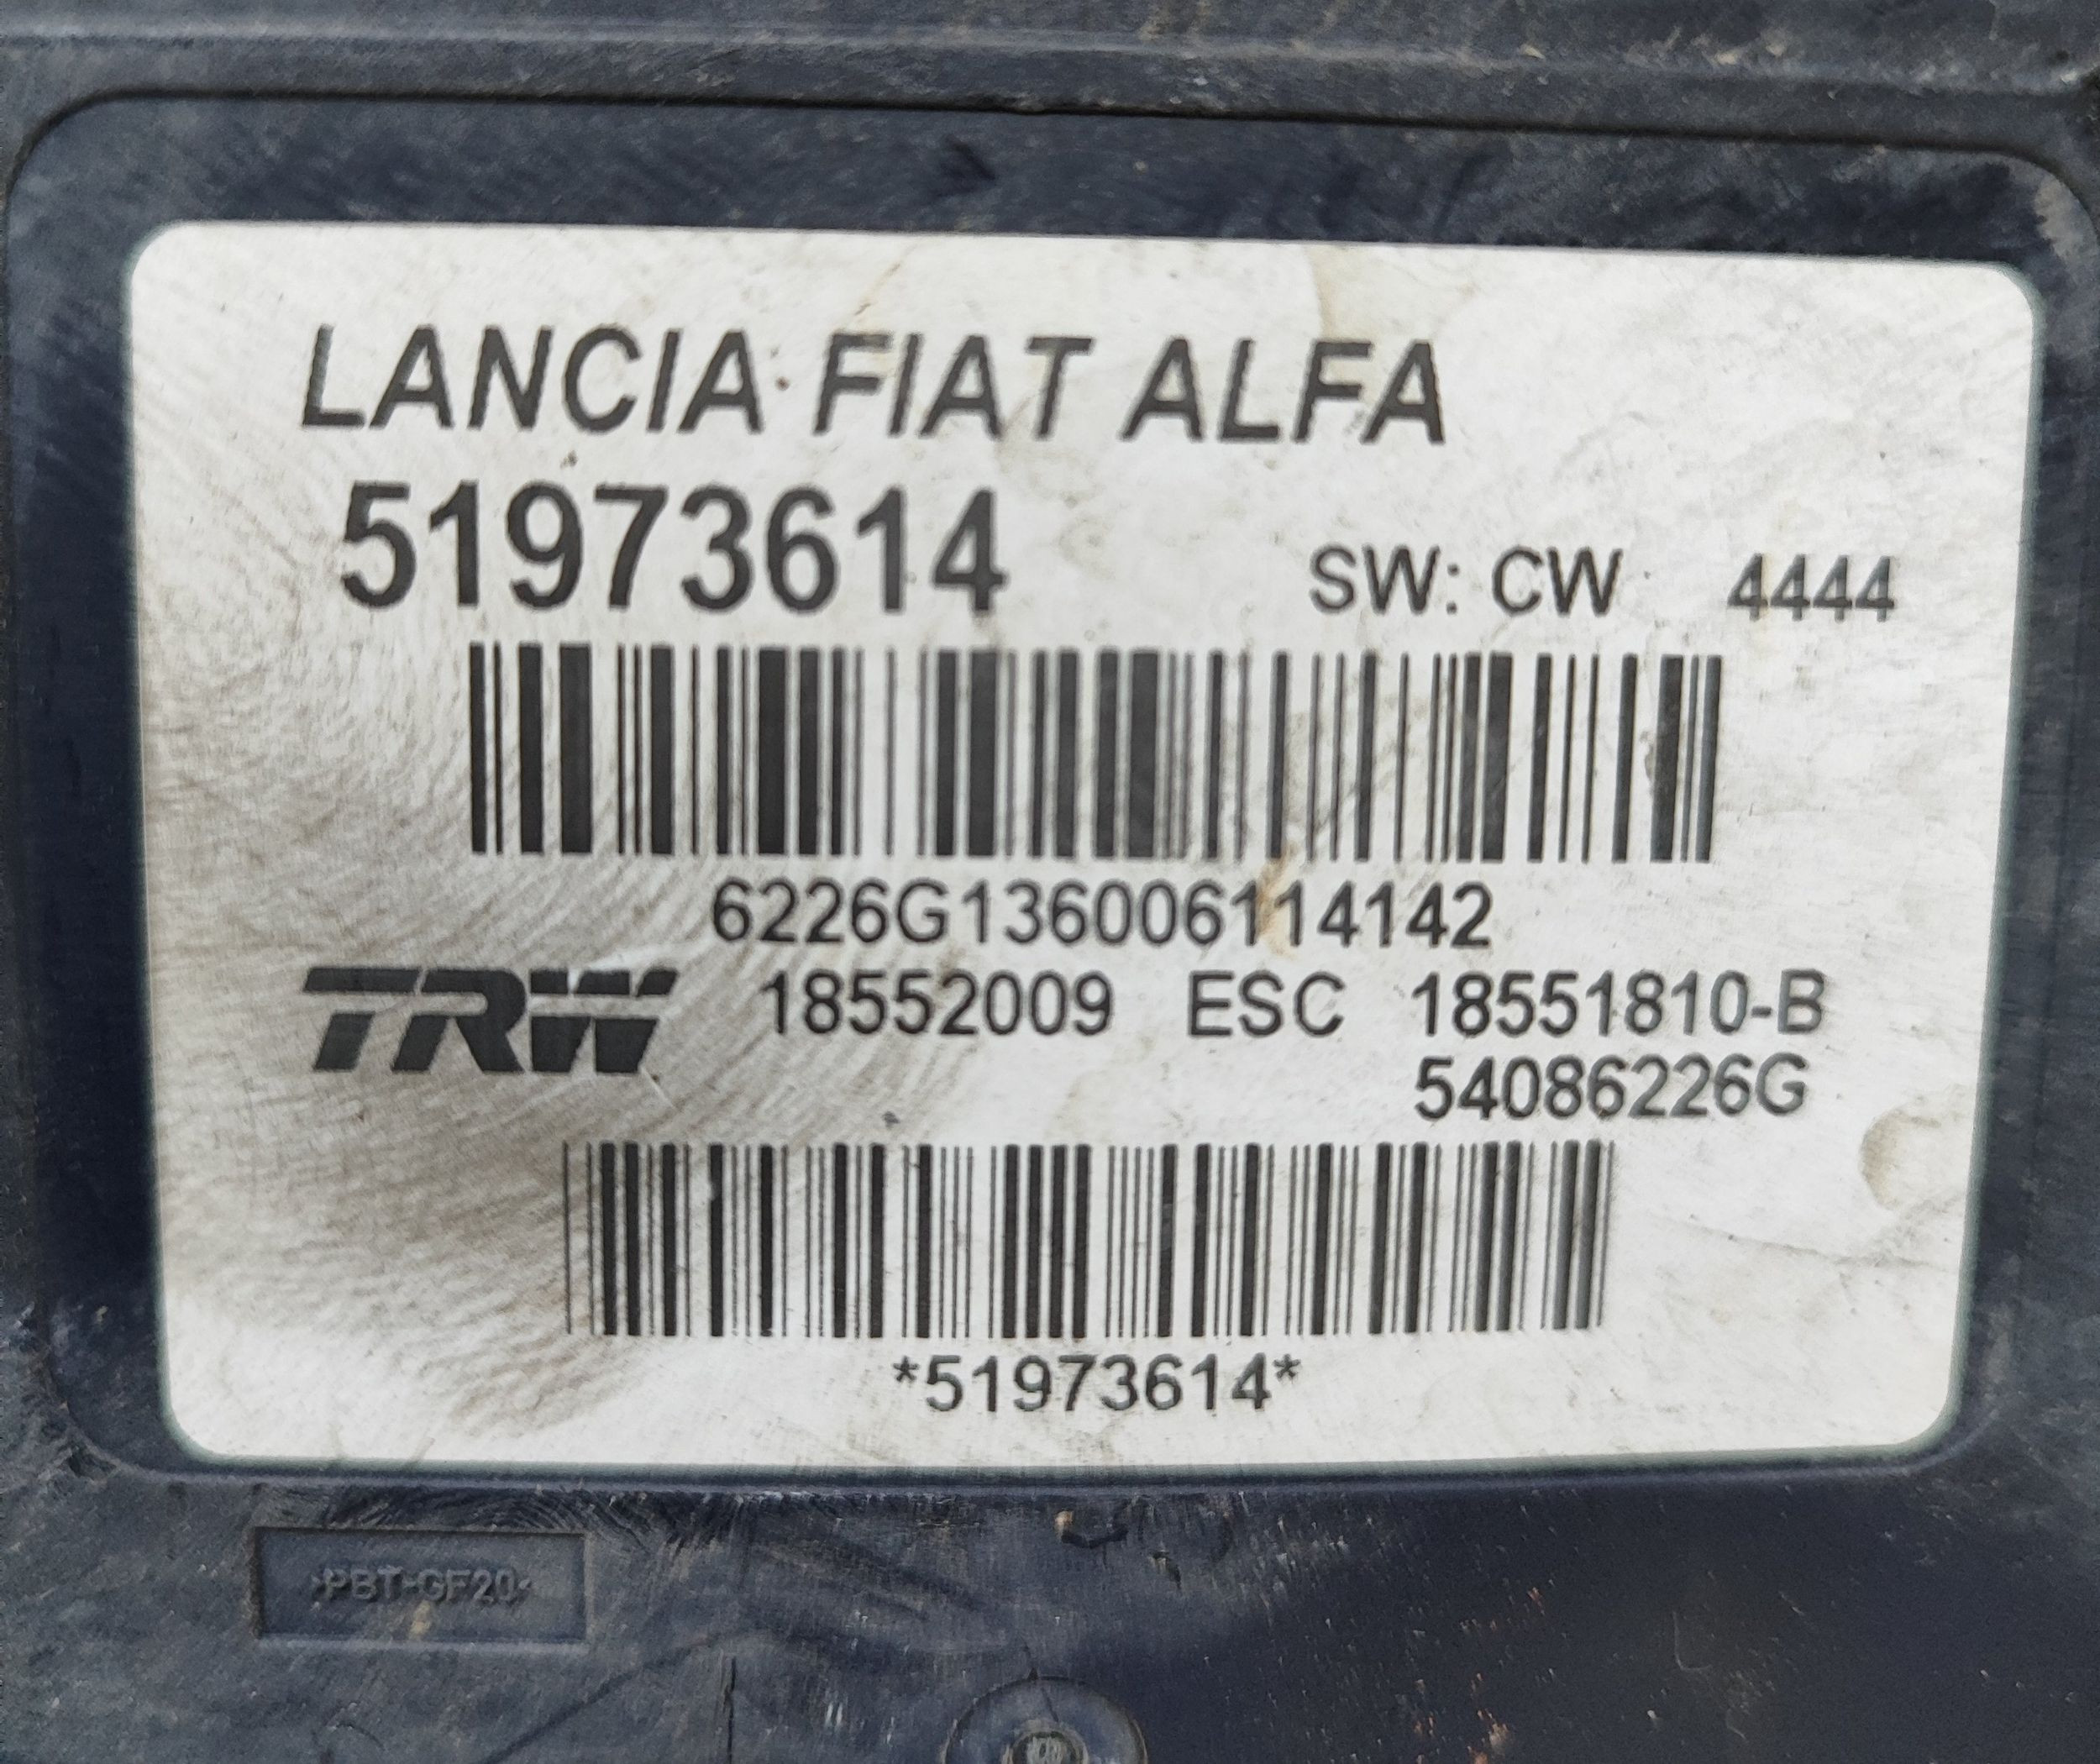 LANCIA FIAT ALFA
51973614 SW: CW 4444
6226G136006114142
TRW 18552009 ESC 18551810-B
54086226G
*51973614*
>PBT-GF20<